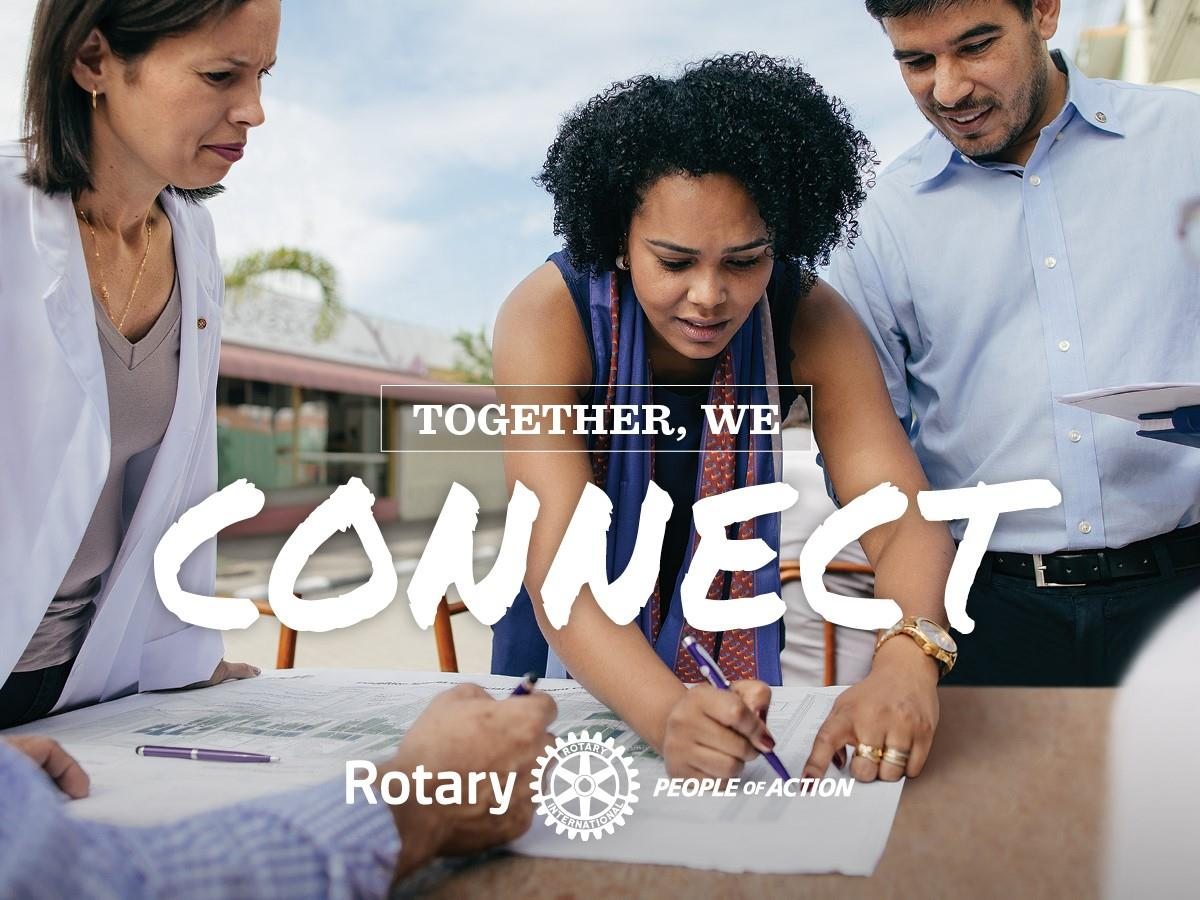 TOGETHER, WE
CONNECT
Rotary
ROTARY
INTERNATIONAL
PEOPLE OF ACTION